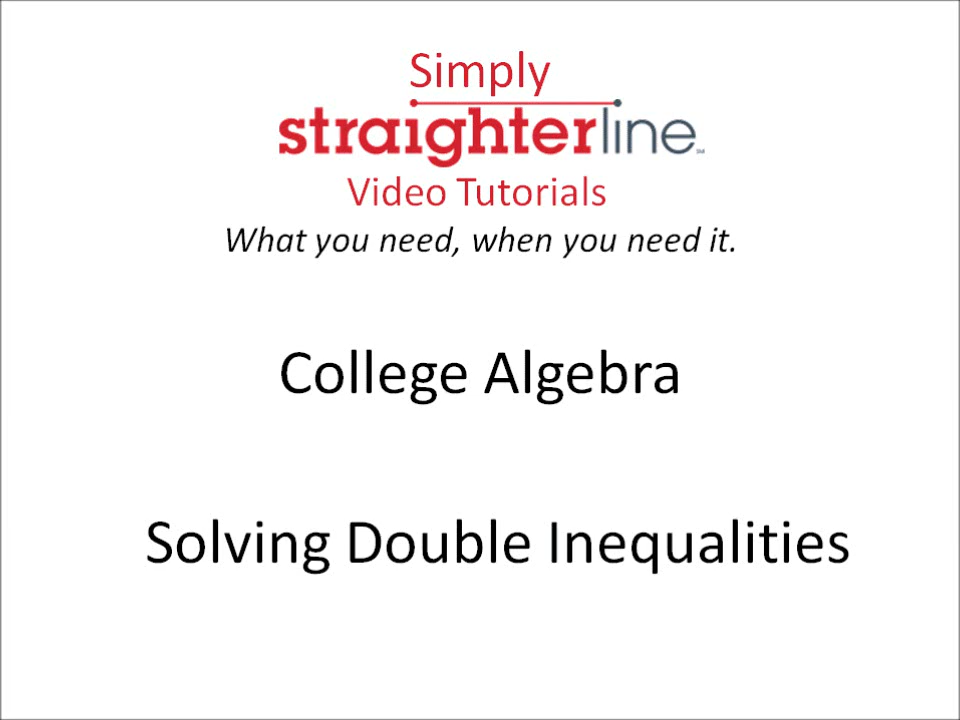 Simply
straighterline
Video Tutorials
What you need, when you need it.
College Algebra
Solving Double Inequalities